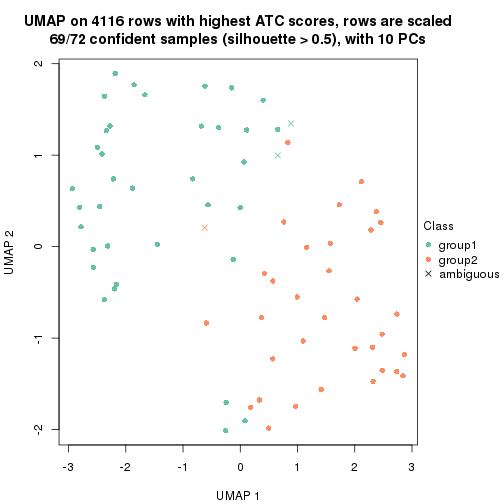 UMAP on 4116 rows with highest ATC scores, rows are scaled
69/72 confident samples (silhouette > 0.5), with 10 PCs
2
1
0
-1
-2
UMAP 2
-3
-2
-1
0
1
2
3
UMAP 1
Class
group1
group2
ambiguous